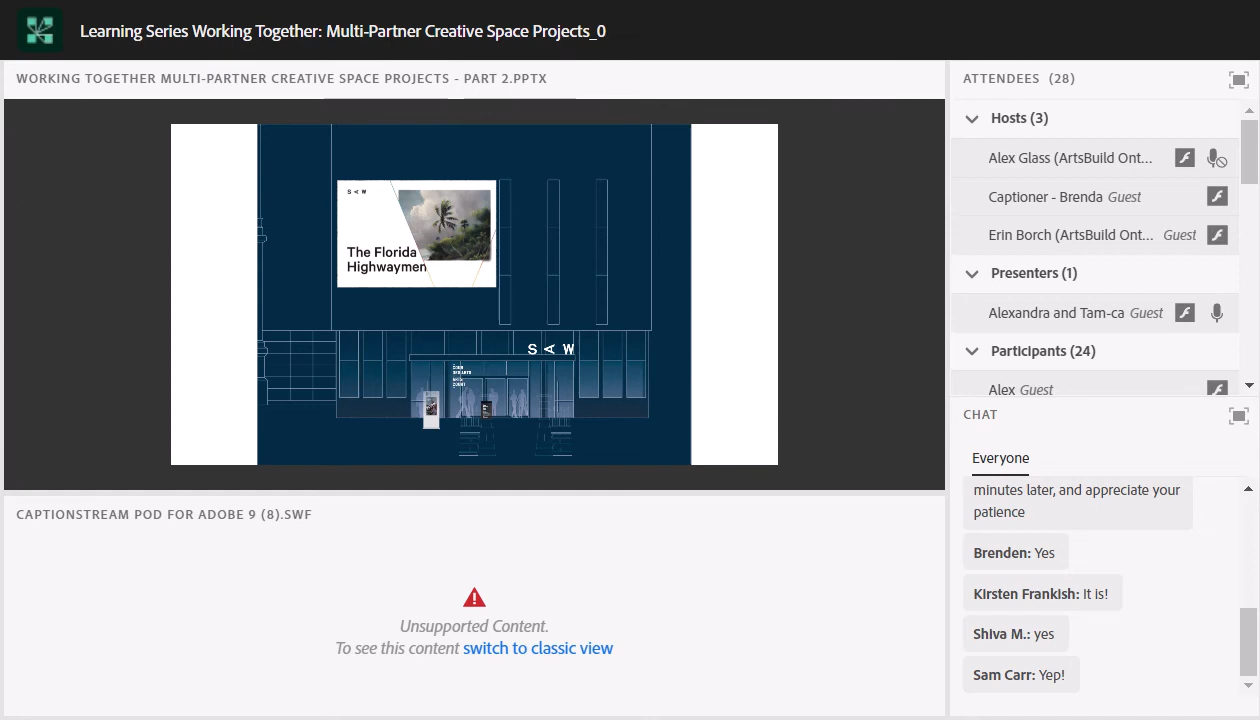 Learning Series Working Together: Multi-Partner Creative Space Projects_0
WORKING TOGETHER MULTI-PARTNER CREATIVE SPACE PROJECTS - PART 2.PPTX
SAW
The Florida
Highwaymen
SAW
CAPTIONSTREAM POD FOR ADOBE 9 (8).SWF
Unsupported Content.
To see this content switch to classic view
ATTENDEES (28)
Hosts (3)
Alex Glass (ArtsBuild Ont...
Captioner - Brenda Guest
Erin Borch (ArtsBuild Ont... Guest
Presenters (1)
Alexandra and Tam-ca Guest
Participants (24)
Alex Guest
CHAT
Everyone
minutes later, and appreciate your
patience
Brenden: Yes
Kirsten Frankish: It is!
Shiva M.: yes
Sam Carr: Yep!